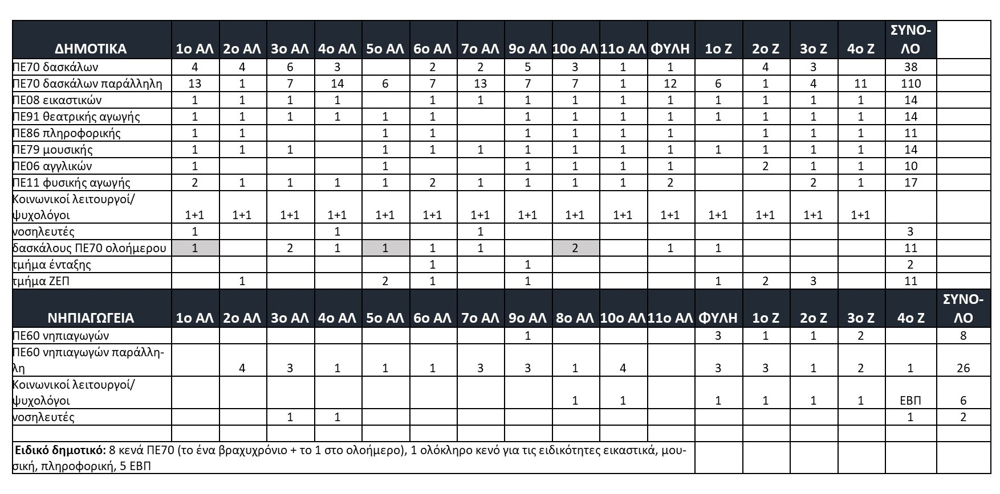 ΔΗΜΟΤΙΚΑ 1ο ΑΛ 2ο ΑΛ 3ο ΑΛ 4ο ΑΛ 5ο ΑΛ 6ο ΑΛ 7ο ΑΛ 9ο ΑΛ 10ο ΑΛ 11ο ΑΛ ΦΥΛΗ 1ο Ζ 2ο Ζ 3ο Ζ 4ο Ζ ΣΥΝΟ-
ΛΟ
ΠΕ70 δασκάλων 4 4 6 3 2 2 5 3 1 1 4 3 38
ΠΕ70 δασκάλων παράλληλη 13 1 7 14 6 7 13 7 7 1 12 6 1 4 11 110
ΠΕ08 εικαστικών 1 1 1 1 1 1 1 1 1 1 1 1 1 1 14
ΠΕ91 θεατρικής αγωγής 1 1 1 1 1 1 1 1 1 1 1 1 1 1 14
ΠΕ86 πληροφορικής 1 1 1 1 1 1 1 1 1 1 1 11
ΠΕ79 μουσικής 1 1 1 1 1 1 1 1 1 1 1 1 1 1 14
ΠΕ06 αγγλικών 1 1 1 1 1 1 2 1 1 10
ΠΕ11 φυσικής αγωγής 2 1 1 1 1 2 1 1 1 1 2 2 1 17
Κοινωνικοί λειτουργοί/
ψυχολόγοι 1+1 1+1 1+1 1+1 1+1 1+1 1+1 1+1 1+1 1+1 1+1 1+1 1+1 1+1 1+1
νοσηλευτές 1 1 1 3
δασκάλους ΠΕ70 ολοήμερου 1 2 1 1 1 1 2 1 1 11
τμήμα ένταξης 1 1 2
τμήμα ΖΕΠ 1 2 1 1 1 2 3 11
ΝΗΠΙΑΓΩΓΕΙΑ 1ο ΑΛ 2ο ΑΛ 3ο ΑΛ 4ο ΑΛ 5ο ΑΛ 6ο ΑΛ 7ο ΑΛ 9ο ΑΛ 8ο ΑΛ 10ο ΑΛ 11ο ΑΛ ΦΥΛΗ 1ο Ζ 2ο Ζ 3ο Ζ 4ο Ζ ΣΥΝΟ-
ΛΟ
ΠΕ60 νηπιαγωγών 1 3 1 1 2 8
ΠΕ60 νηπιαγωγών παράλλη-
λη 4 3 1 1 1 3 3 1 4 3 3 1 2 1 26
Κοινωνικοί λειτουργοί/
ψυχολόγοι 1 1 1 1 1 1 ΕΒΠ 6
νοσηλευτές 1 1 1 2
Ειδικό δημοτικό: 8 κενά ΠΕ70 (το ένα βραχυχρόνιο + το 1 στο ολοήμερο), 1 ολόκληρο κενό για τις ειδικότητες εικαστικά, μου-
σική, πληροφορική, 5 ΕΒΠ